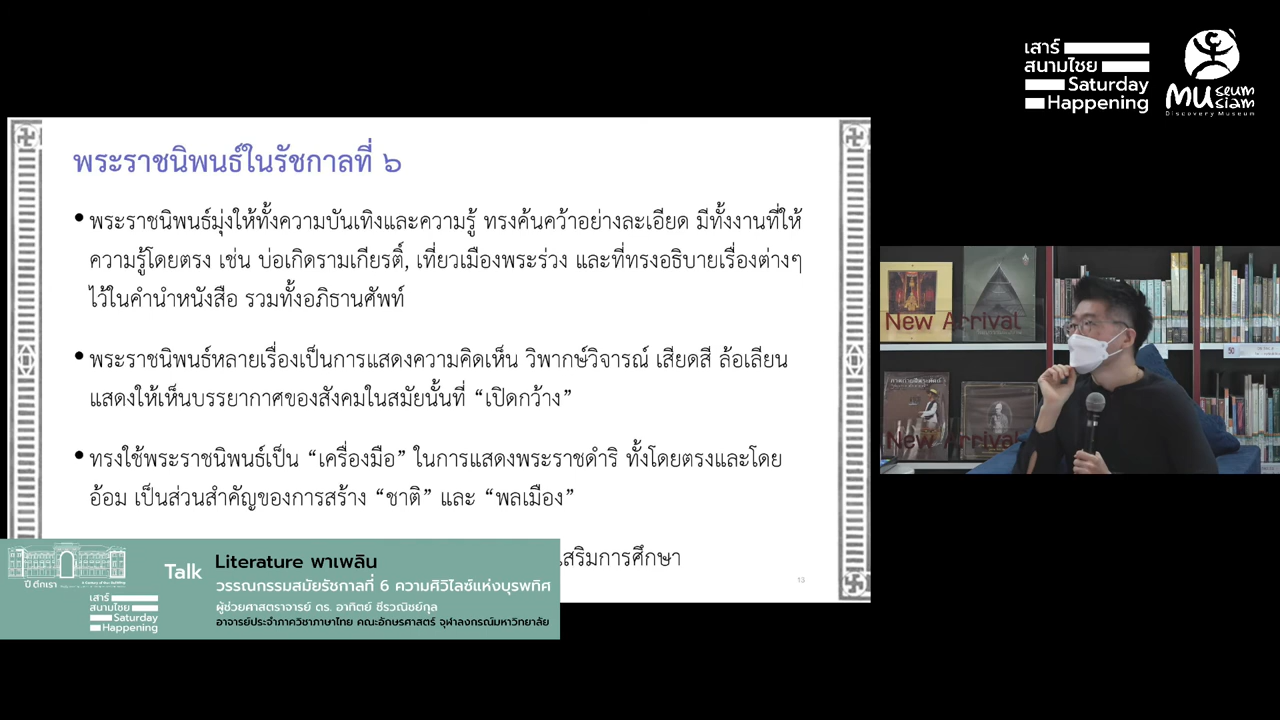 เสาร์
สนามไชย
Saturday
Happening
MUseum
siam
Discovery Museum
พระราชนิพนธ์ในรัชกาลที่ ๖
•พระราชนิพนธ์มุ่งให้ทั้งความบันเทิงและความรู้ ทรงค้นคว้าอย่างละเอียด มีทั้งงานที่ให้
ความรู้โดยตรง เช่น บ่อเกิดรามเกียรติ์, เที่ยวเมืองพระร่วง และที่ทรงอธิบายเรื่องต่างๆ
ไว้ในคำนำหนังสือ รวมทั้งอภิธานศัพท์
•พระราชนิพนธ์หลายเรื่องเป็นการแสดงความคิดเห็น วิพากษ์วิจารณ์ เสียดสี ล้อเลียน
แสดงให้เห็นบรรยากาศของสังคมในสมัยนั้นที่ “เปิดกว้าง”
•ทรงใช้พระราชนิพนธ์เป็น “เครื่องมือ” ในการแสดงพระราชดำริ ทั้งโดยตรงและโดย
อ้อม เป็นส่วนสำคัญของการสร้าง “ชาติ” และ “พลเมือง”
เสริมการศึกษา
13
New Arrival
New Arrival
ปี ตึกเรา
เสาร์
สนามไชย
Saturday
Happening
Talk
Literature พาเพลิน
วรรณกรรมสมัยรัชกาลที่ 6 ความศิวิไลซ์แห่งบุรพทิศ
ผู้ช่วยศาสตราจารย์ ดร. อาทิตย์ ชีรวณิชย์กุล
อาจารย์ประจำภาควิชาภาษาไทย คณะอักษรศาสตร์ จุฬาลงกรณ์มหาวิทยาลัย